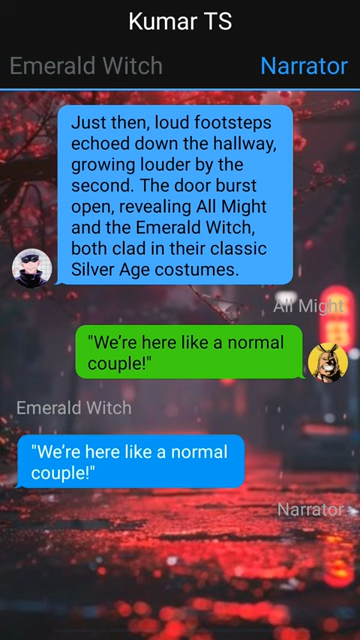 Kumar TS
Emerald Witch
Narrator
Just then, loud footsteps
echoed down the hallway,
growing louder by the
second. The door burst
open, revealing All Might
and the Emerald Witch,
both clad in their classic
Silver Age costumes.
All Might
"We're here like a normal
couple!"
Emerald Witch
"We're here like a normal
couple!"
Narrator